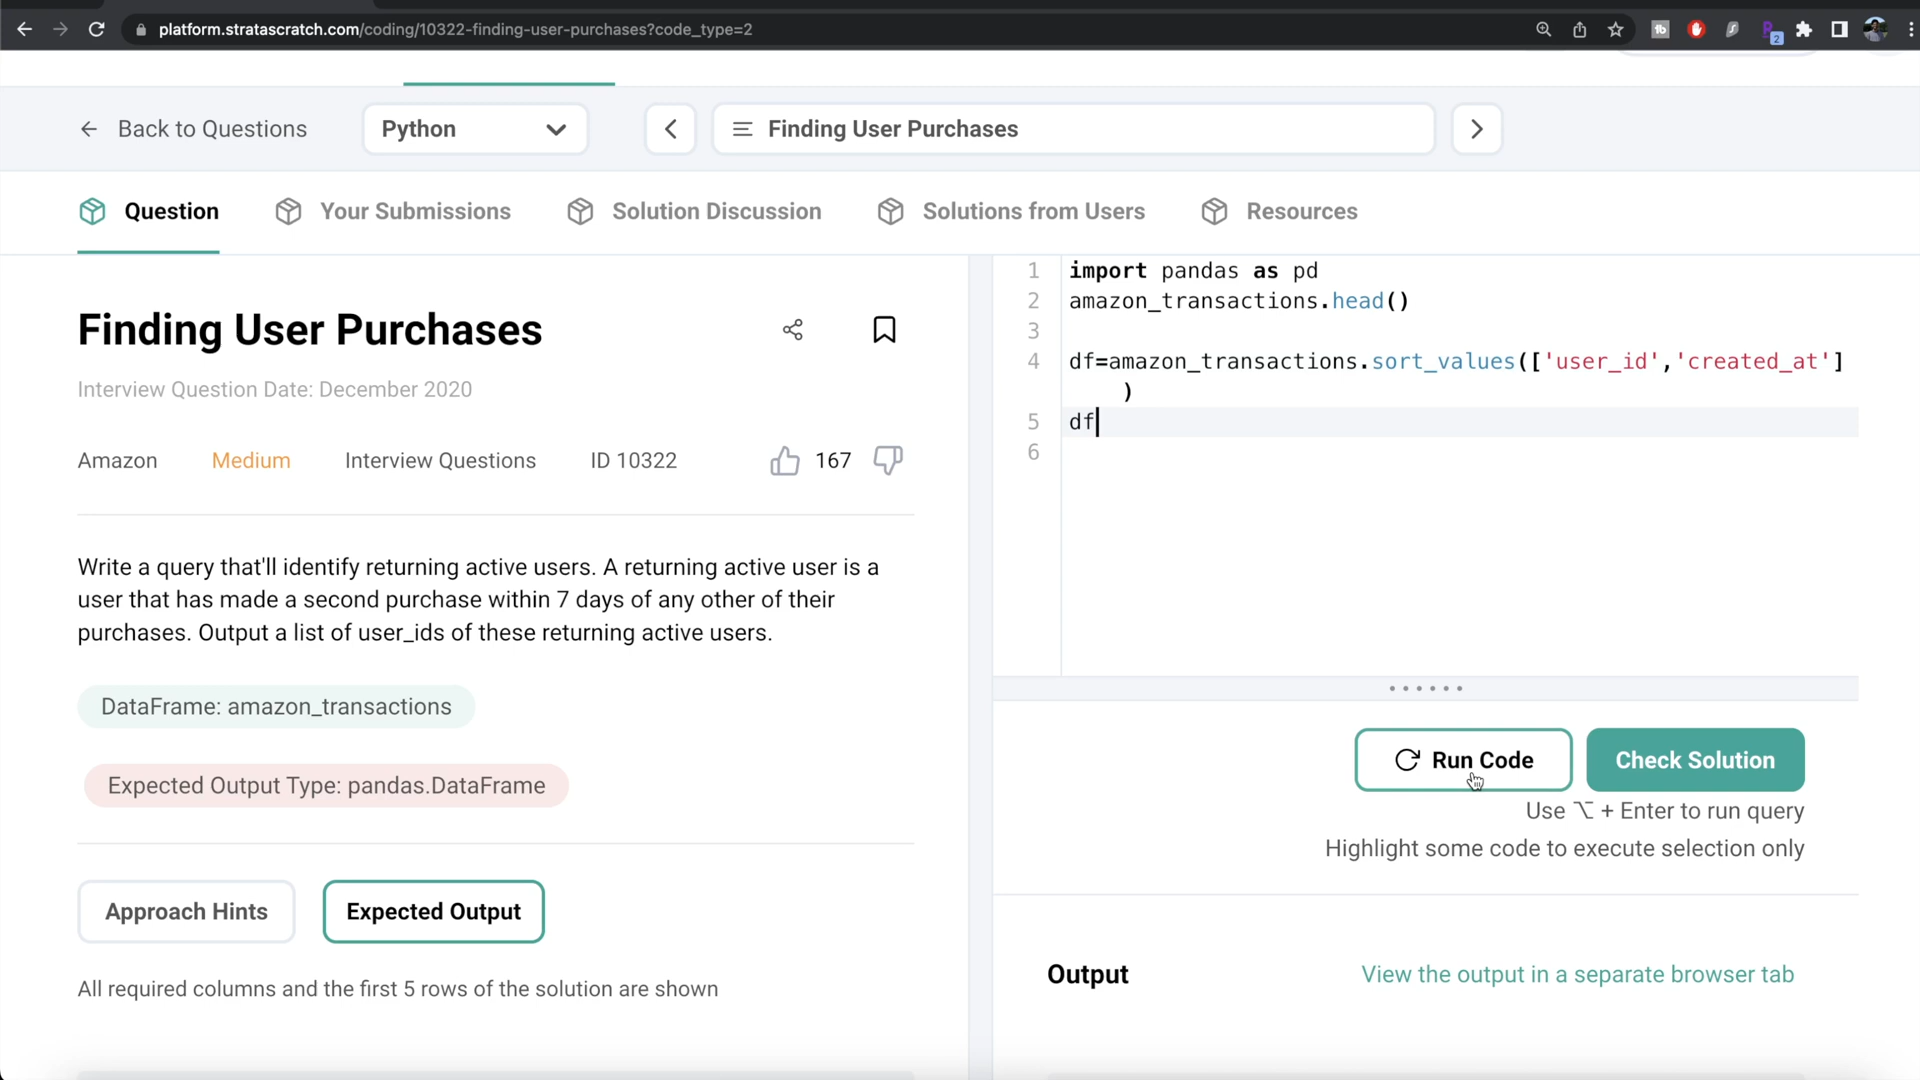 platform.stratascratch.com/coding/10322-finding-user-purchases?code_type=2
tb
2
Back to Questions
Python
Finding User Purchases
Question
Your Submissions
Solution Discussion
Solutions from Users
Resources
Finding User Purchases
Interview Question Date: December 2020
Amazon
Medium
Interview Questions
ID 10322
167
Write a query that'll identify returning active users. A returning active user is a
user that has made a second purchase within 7 days of any other of their
purchases. Output a list of user_ids of these returning active users.
DataFrame: amazon_transactions
Expected Output Type: pandas.DataFrame
Approach Hints
Expected Output
All required columns and the first 5 rows of the solution are shown
1 import pandas as pd
2 amazon_transactions.head()
3
4 df=amazon_transactions.sort_values(['user_id','created_at']
)
5 df
6
Run Code
Check Solution
Use ⌥ + Enter to run query
Highlight some code to execute selection only
Output
View the output in a separate browser tab